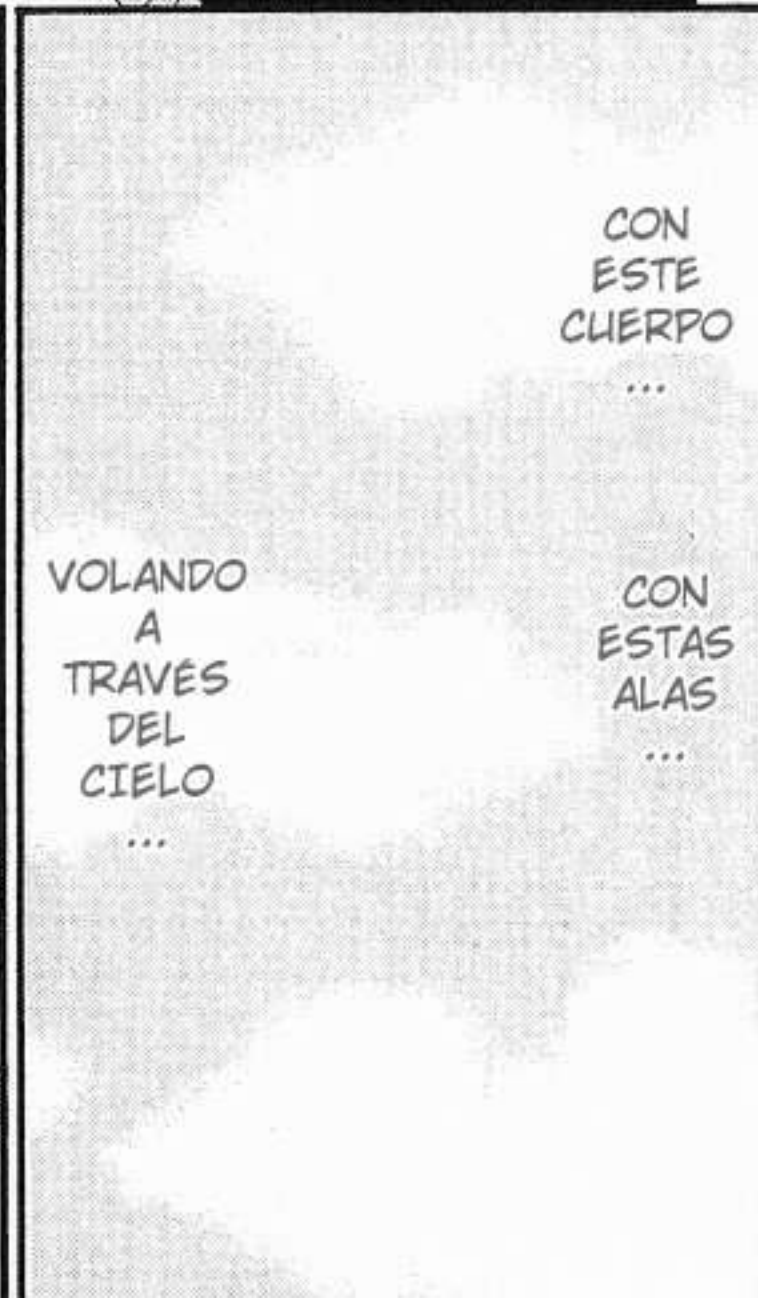 CON
ESTE
CUERPO
...
CON
ESTAS
ALAS
...
VOLANDO
A
TRAVÉS
DEL
CIELO
...